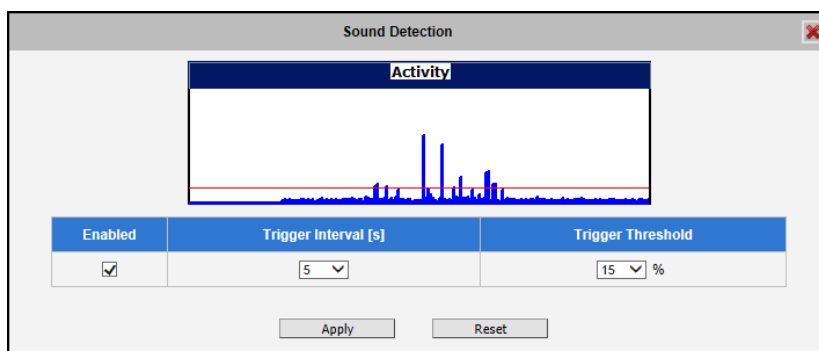 Sound Detection
Activity
Enabled Trigger Interval [s] Trigger Threshold
5 15 %
Apply Reset